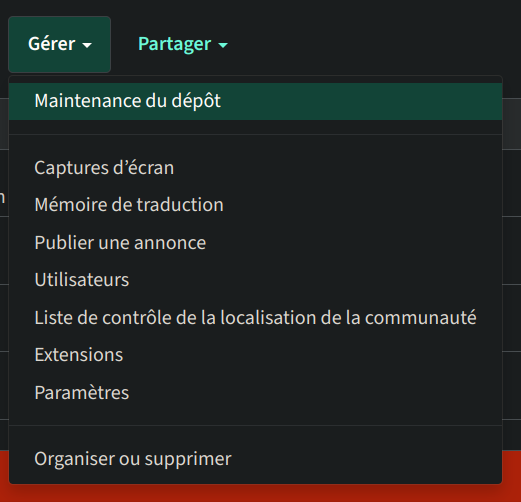 Gérer
Partager
Maintenance du dépôt
Captures d’écran
Mémoire de traduction
Publier une annonce
Utilisateurs
Liste de contrôle de la localisation de la communauté
Extensions
Paramètres
Organiser ou supprimer